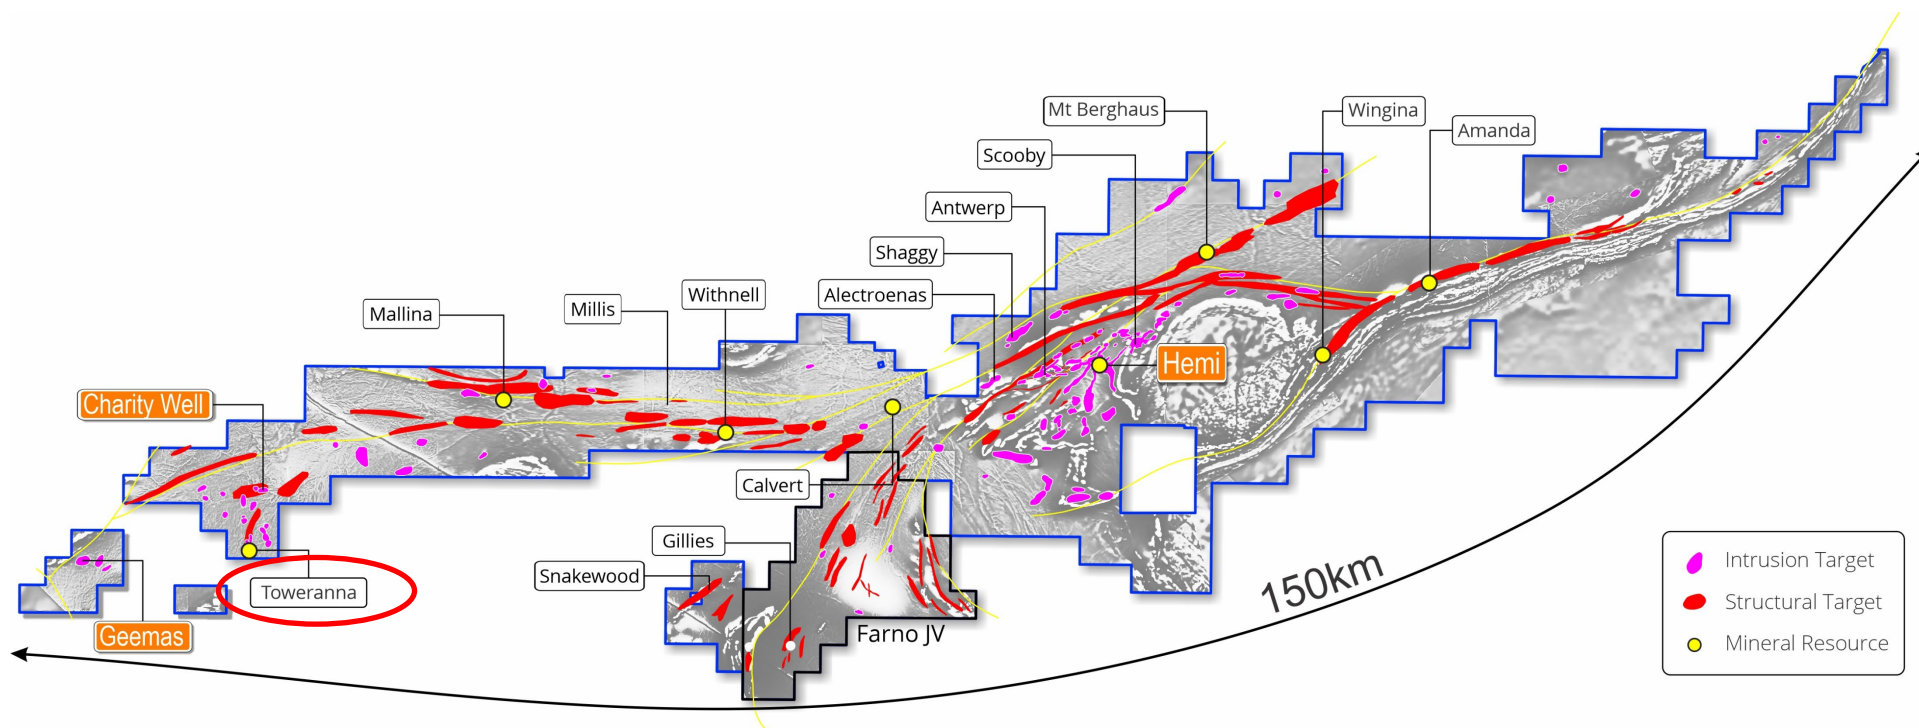 Mt Berghaus
Wingina
Amanda
Scooby
Antwerp
Shaggy
Alectroenas
Withnell
Millis
Mallina
Hemi
Charity Well
Calvert
Gillies
Snakewood
Toweranna
Geemas
Farno JV
150km
Intrusion Target
Structural Target
Mineral Resource